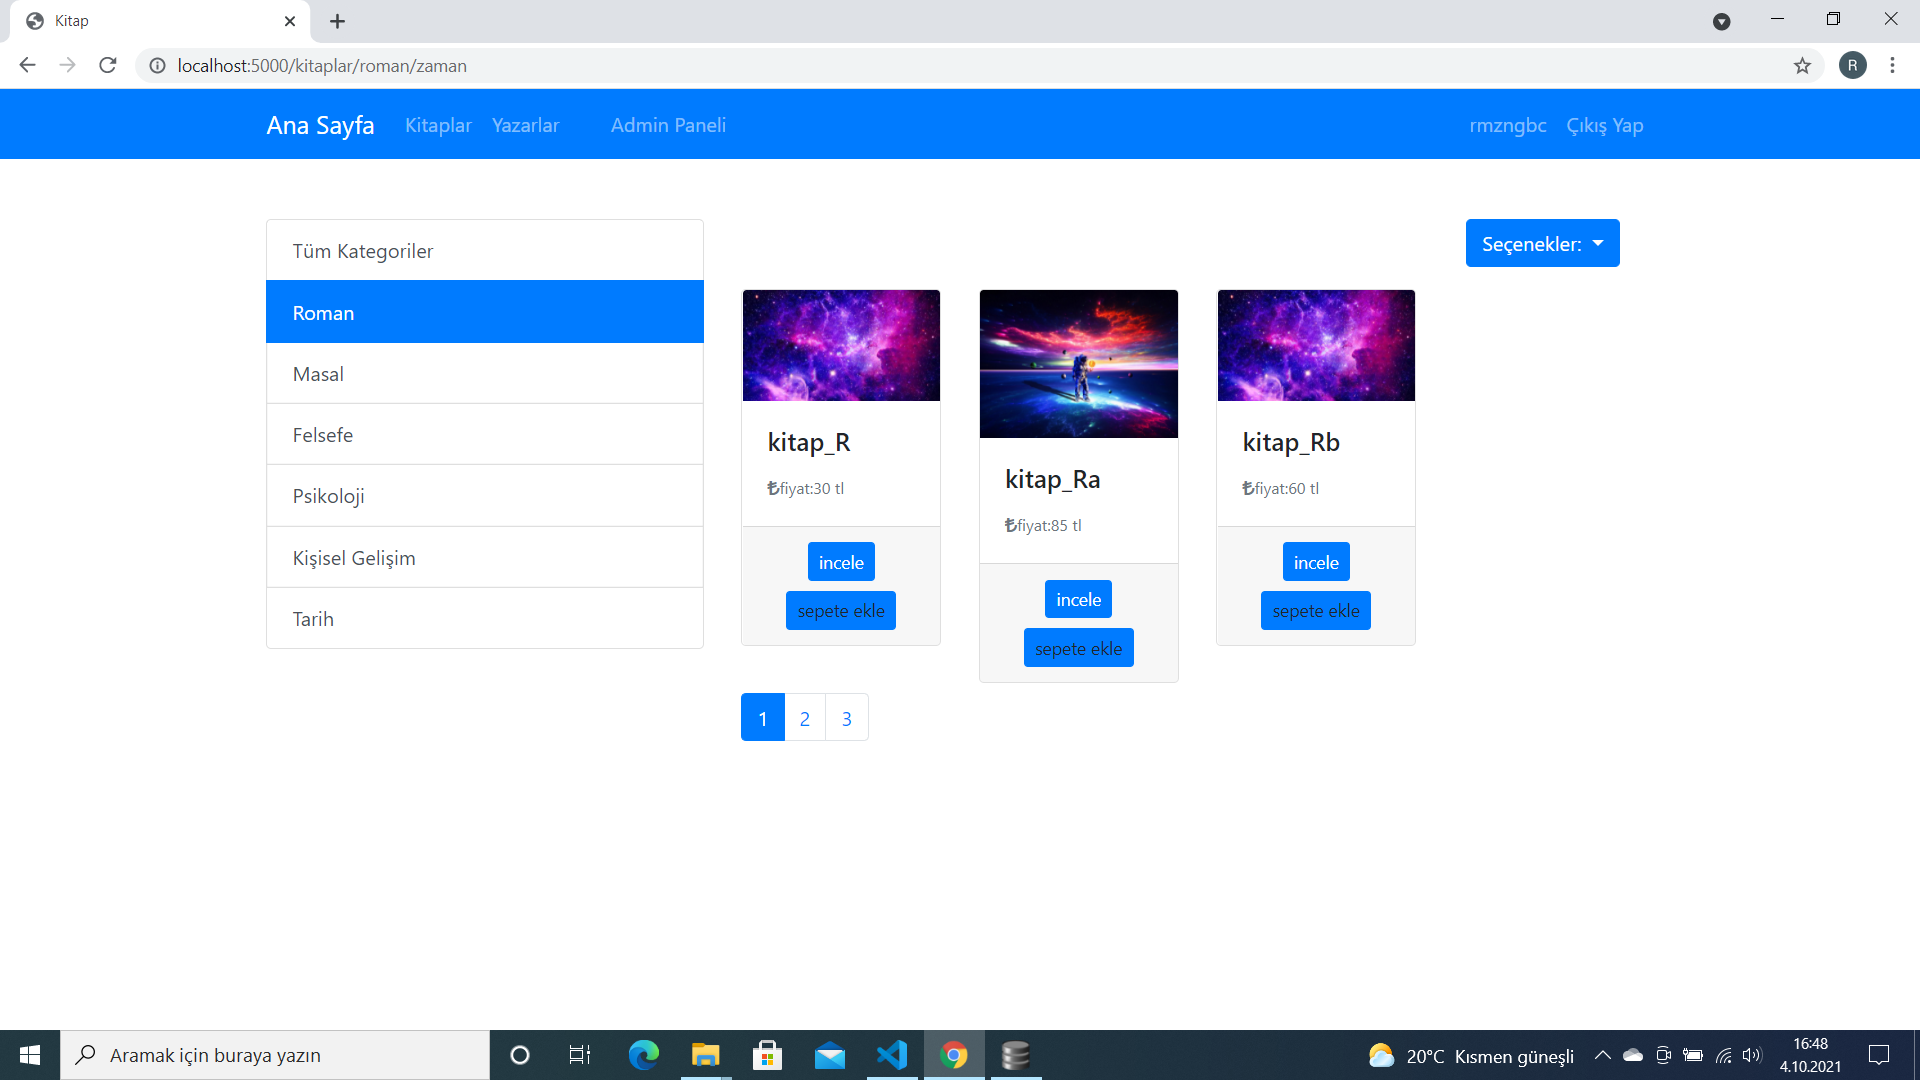 Kitap
localhost:5000/kitaplar/roman/zaman
R
Ana Sayfa Kitaplar Yazarlar Admin Paneli rmzngbc Çıkış Yap
Seçenekler:
Tüm Kategoriler
Roman
Masal
Felsefe
Psikoloji
Kişisel Gelişim
Tarih
kitap_R
₺fiyat:30 tl
incele
sepete ekle
kitap_Ra
₺fiyat:85 tl
incele
sepete ekle
kitap_Rb
₺fiyat:60 tl
incele
sepete ekle
1 2 3
Aramak için buraya yazın
20°C Kısmen güneşli
16:48
4.10.2021